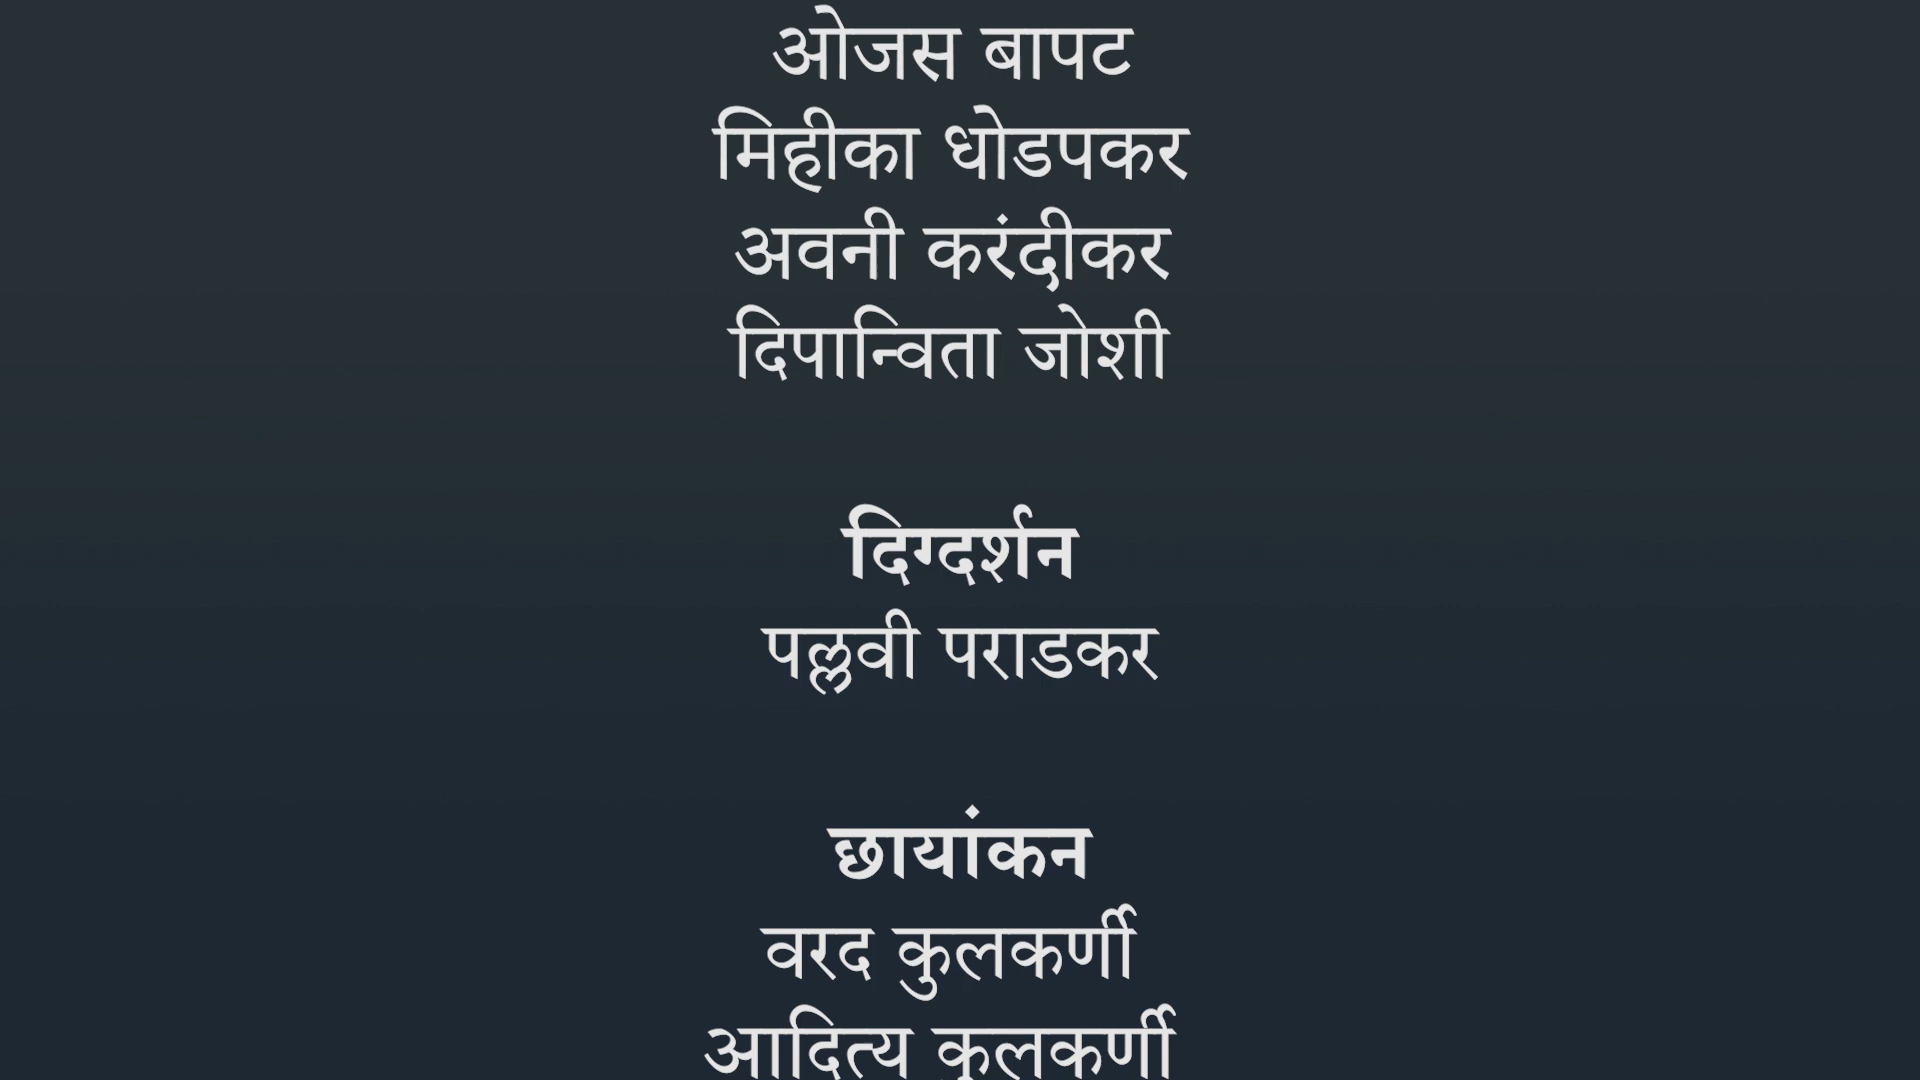 ओजस बापट
मिहीका धोडपकर
अवनी करंदीकर
दिपान्विता जोशी
दिग्दर्शन
पल्लवी पराडकर
छायांकन
वरद कुलकर्णी
आदित्य कुलकर्णी